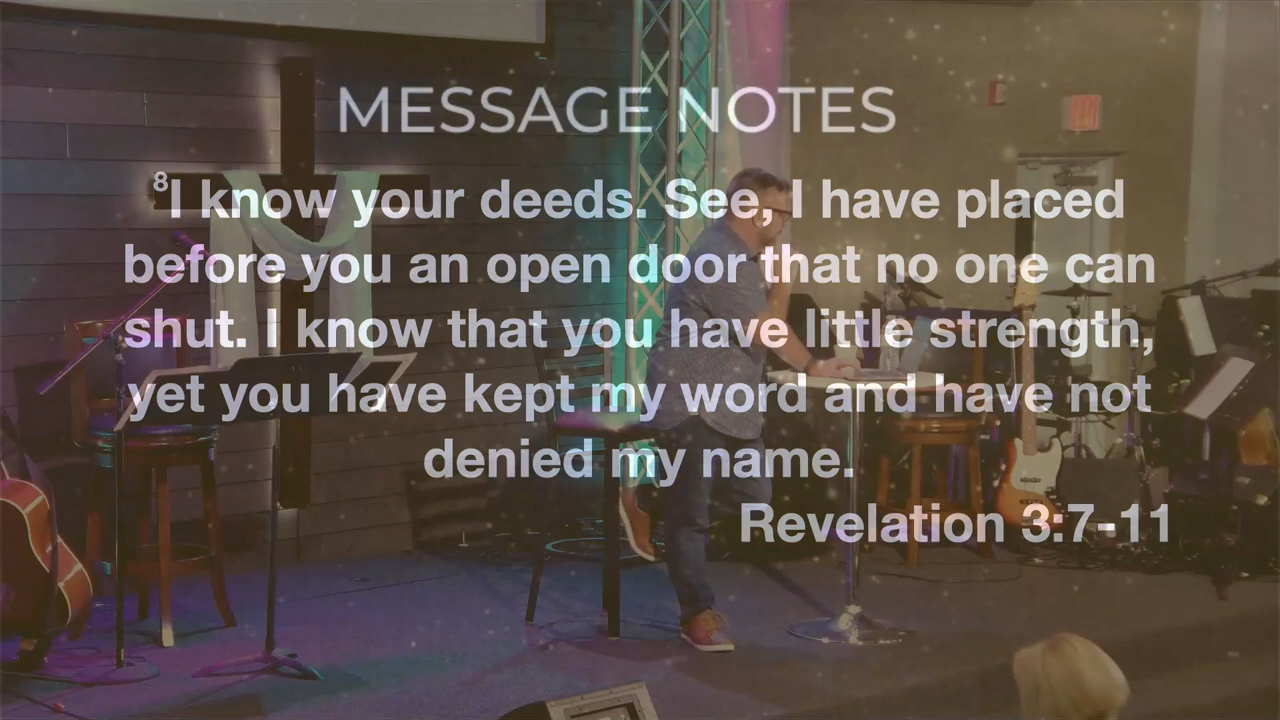 MESSAGE NOTES
⁸I know your deeds. See, I have placed
before you an open door that no one can
shut. I know that you have little strength,
yet you have kept my word and have not
denied my name.
Revelation 3:7-11